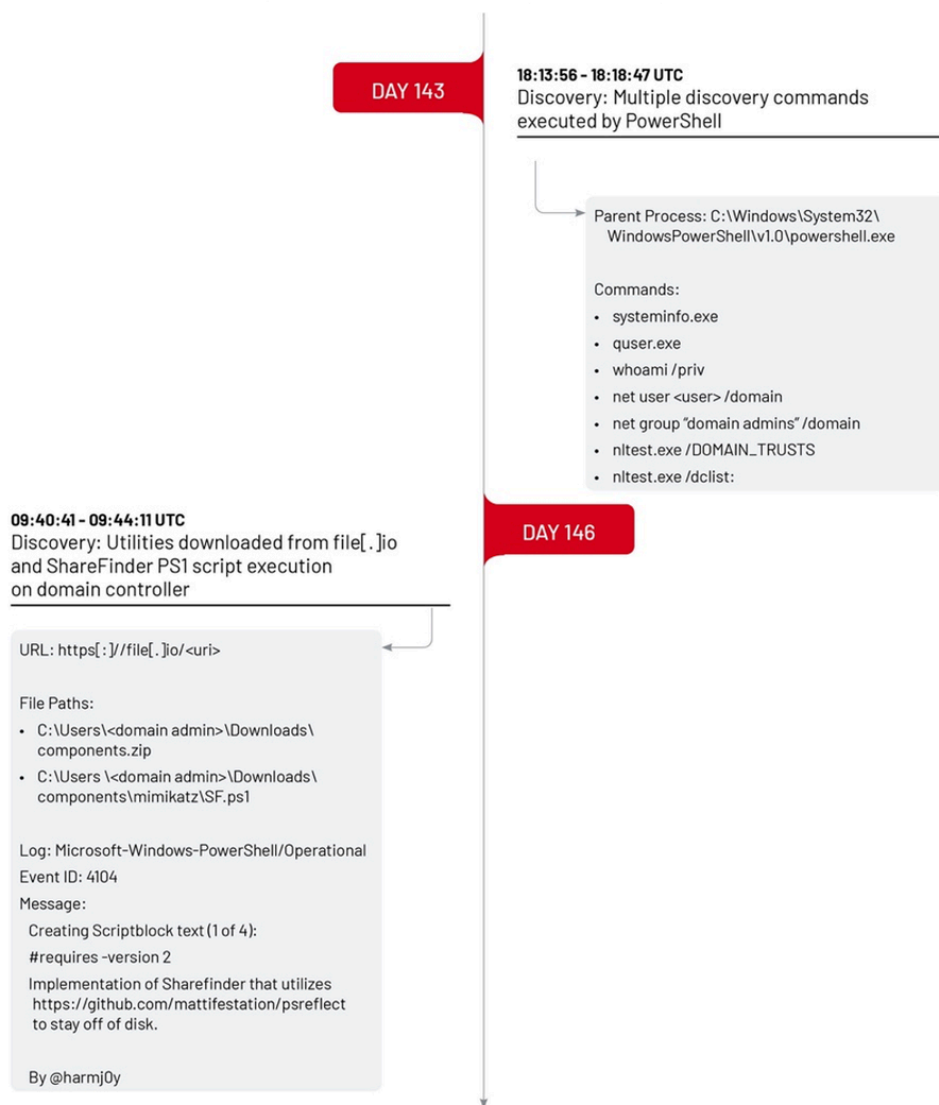 DAY 143
18:13:56 - 18:18:47 UTC
Discovery: Multiple discovery commands
executed by PowerShell
Parent Process: C:\Windows\System32\
WindowsPowerShell\v1.0\powershell.exe
Commands:
• systeminfo.exe
• quser.exe
• whoami /priv
• net user <user> /domain
• net group "domain admins" /domain
• nltest.exe /DOMAIN_TRUSTS
• nltest.exe /dclist:
DAY 146
09:40:41 - 09:44:11 UTC
Discovery: Utilities downloaded from file[.]io
and ShareFinder PS1 script execution
on domain controller
URL: https[:]//file[.]io/<uri>
File Paths:
• C:\Users\<domain admin>\Downloads\
components.zip
• C:\Users \<domain admin>\Downloads\
components\mimikatz\SF.ps1
Log: Microsoft-Windows-PowerShell/Operational
Event ID: 4104
Message:
Creating Scriptblock text (1 of 4):
#requires -version 2
Implementation of Sharefinder that utilizes
https://github.com/mattifestation/psreflect
to stay off of disk.
By @harmj0y